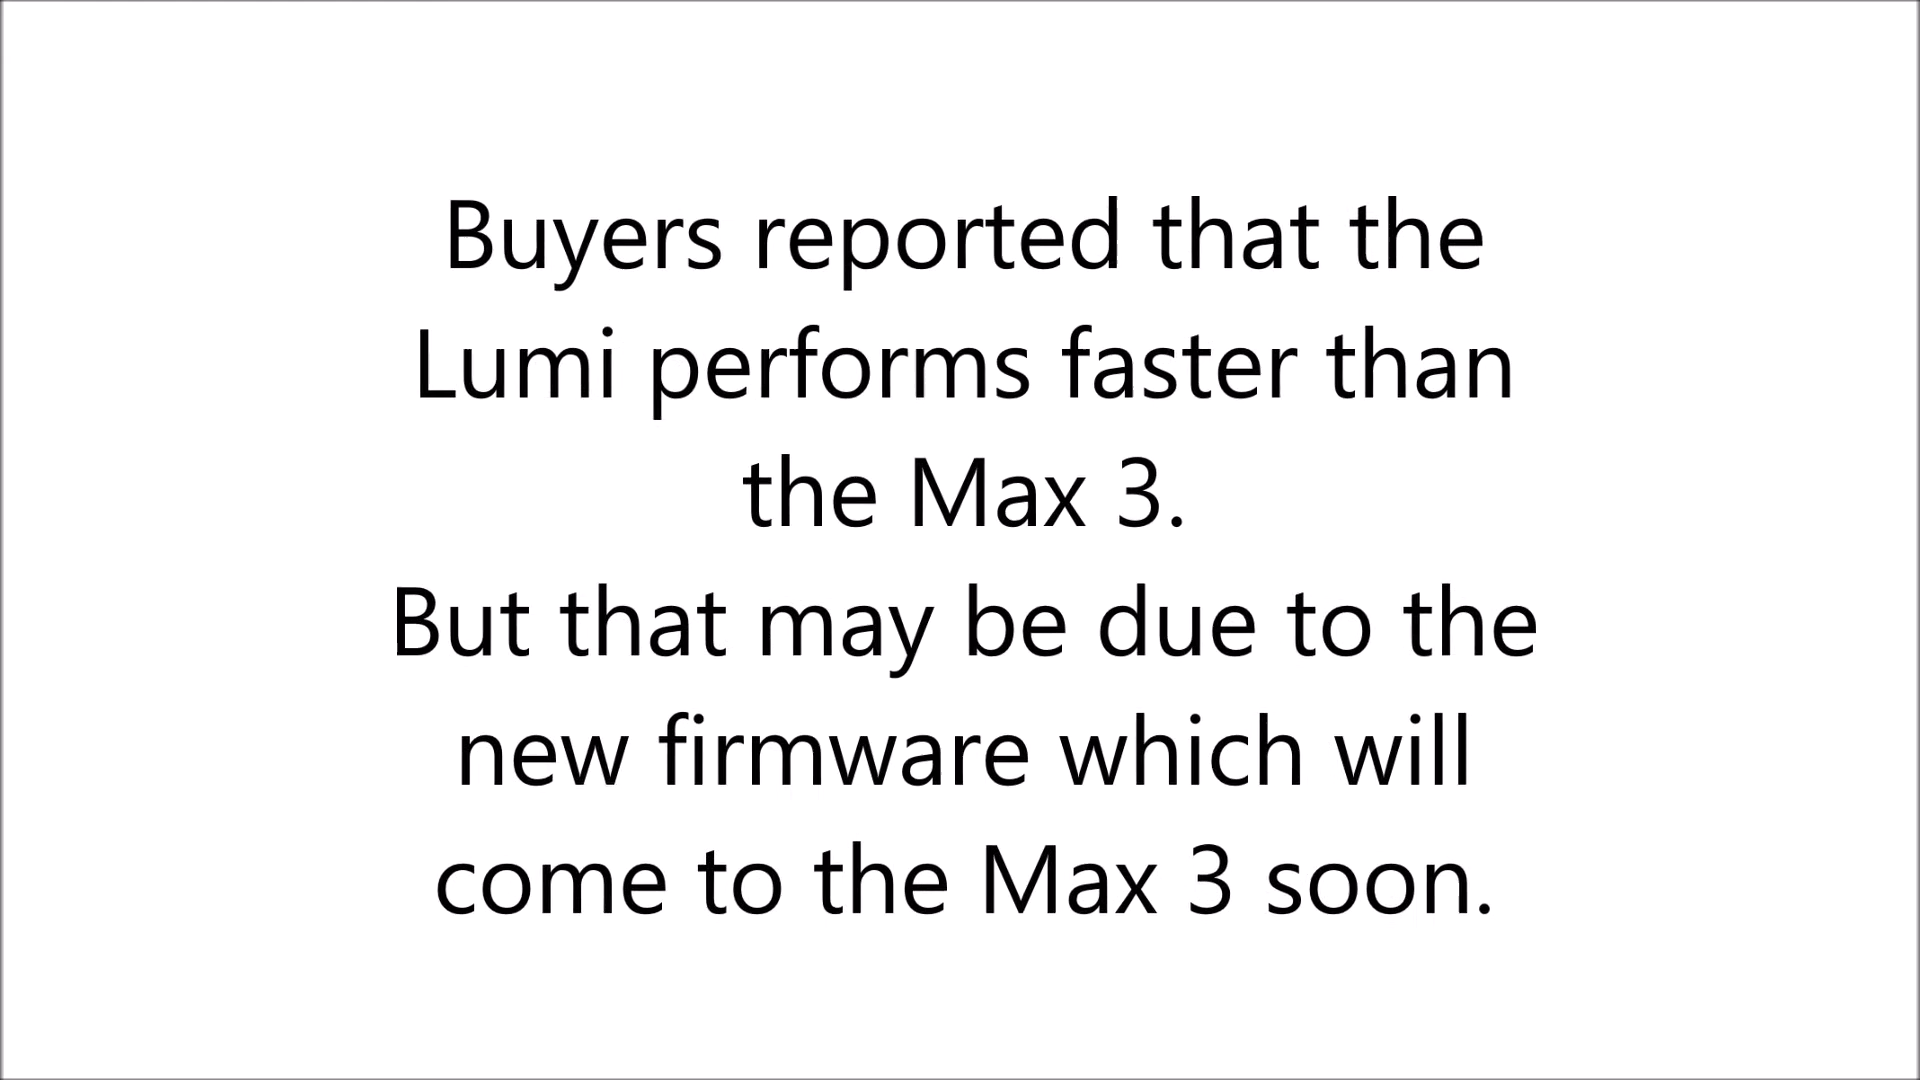 Buyers reported that the
Lumi performs faster than
the Max 3.
But that may be due to the
new firmware which will
come to the Max 3 soon.